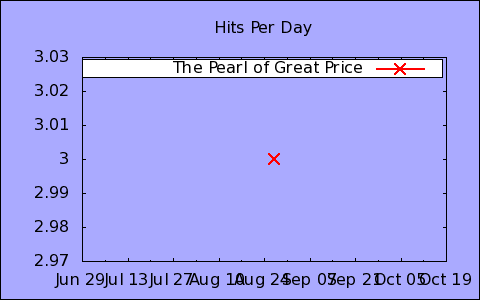 Hits Per Day
3.03
The Pearl of Great Price
3.02
3.01
3
2.99
2.98
2.97
Jun 29 Jul 13 Jul 27 Aug 10 Aug 24 Sep 07 Sep 21 Oct 05 Oct 19